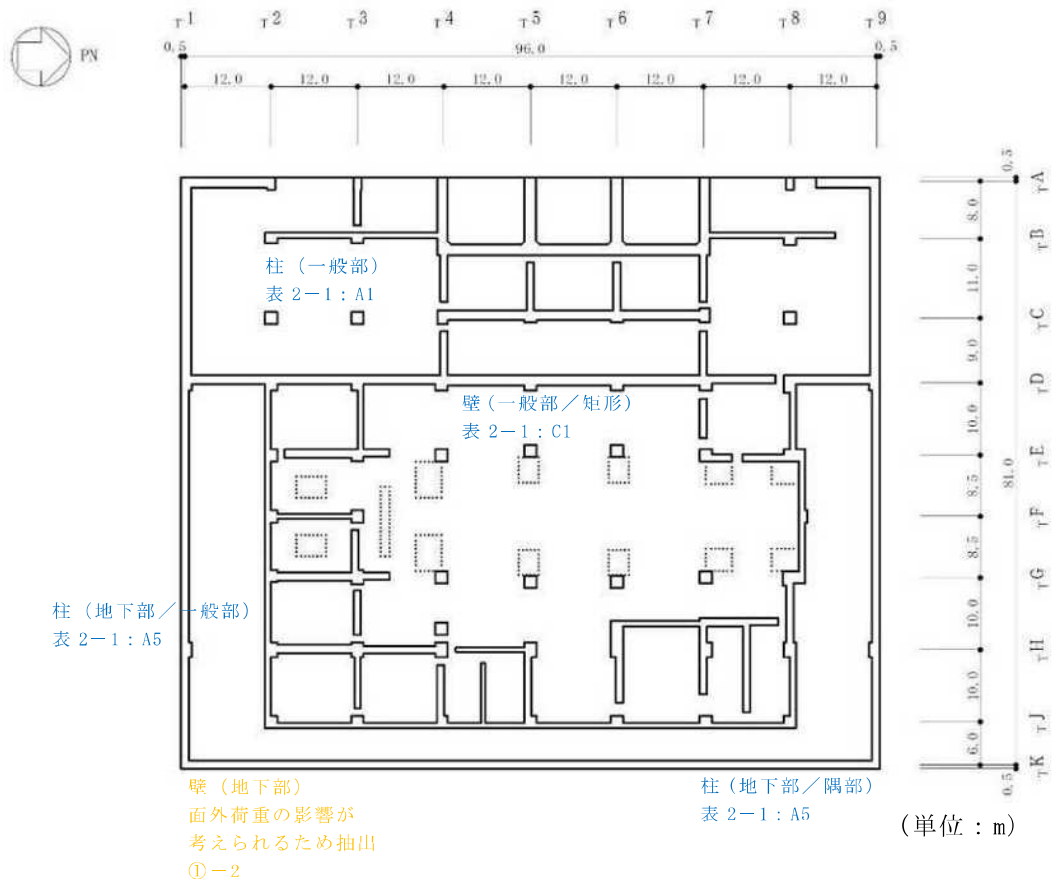 T1 T2 T3 T4 T5 T6 T7 T8 T9
PN
0.5 96.0 0.5
12.0 12.0 12.0 12.0 12.0 12.0 12.0 12.0
0.5
TA
8.0
TB
柱（一般部）
表 2－1：A1
11.0
TC
9.0
TD
壁（一般部／矩形）
表 2－1：C1
10.0
TE
81.0
8.5
TF
8.5
TG
柱（地下部／一般部）
表 2－1：A5
10.0
TH
10.0
TJ
6.0
TK
0.5
壁（地下部）
面外荷重の影響が
考えられるため抽出
①－2
柱（地下部／隅部）
表 2－1：A5
（単位：m）